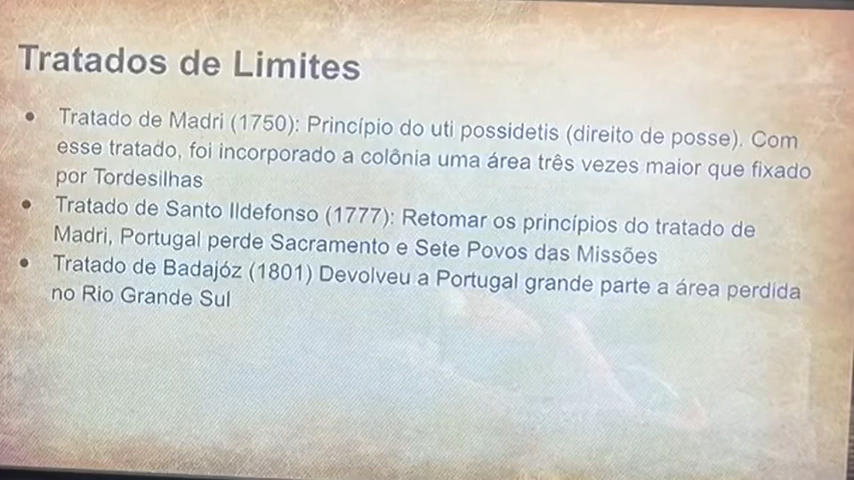 Tratados de Limites
● Tratado de Madri (1750): Princípio do uti possidetis (direito de posse). Com
esse tratado, foi incorporado a colônia uma área três vezes maior que fixado
por Tordesilhas
● Tratado de Santo Ildefonso (1777): Retomar os princípios do tratado de
Madri, Portugal perde Sacramento e Sete Povos das Missões
● Tratado de Badajóz (1801) Devolveu a Portugal grande parte a área perdida
no Rio Grande Sul